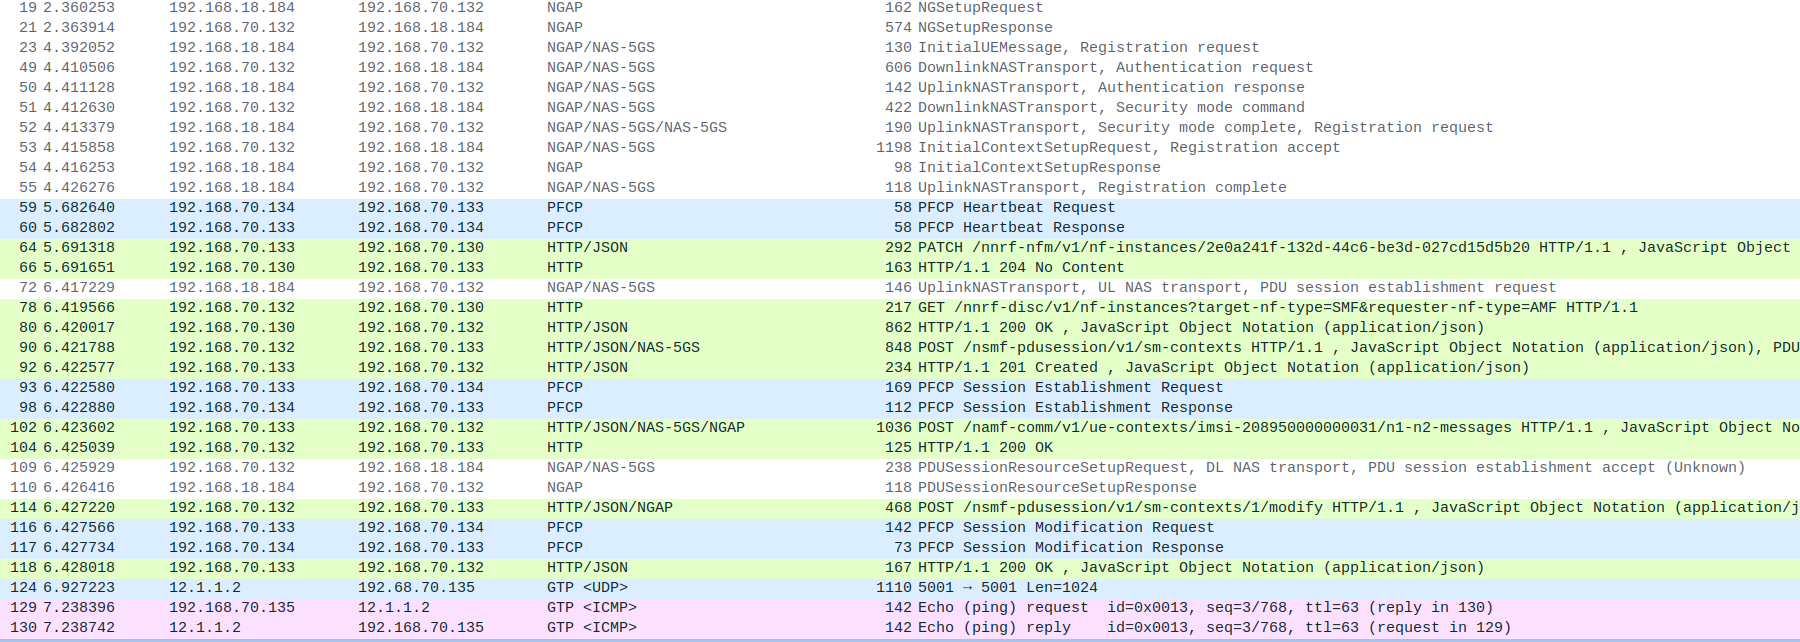 19 2.360253 192.168.18.184 192.168.70.132 NGAP 162 NGSetupRequest
21 2.363914 192.168.70.132 192.168.18.184 NGAP 574 NGSetupResponse
23 4.392052 192.168.18.184 192.168.70.132 NGAP/NAS-5GS 130 InitialUEMessage, Registration request
49 4.410506 192.168.70.132 192.168.18.184 NGAP/NAS-5GS 606 DownlinkNASTransport, Authentication request
50 4.411128 192.168.18.184 192.168.70.132 NGAP/NAS-5GS 142 UplinkNASTransport, Authentication response
51 4.412630 192.168.70.132 192.168.18.184 NGAP/NAS-5GS 422 DownlinkNASTransport, Security mode command
52 4.413379 192.168.18.184 192.168.70.132 NGAP/NAS-5GS/NAS-5GS 190 UplinkNASTransport, Security mode complete, Registration request
53 4.415858 192.168.70.132 192.168.18.184 NGAP/NAS-5GS 1198 InitialContextSetupRequest, Registration accept
54 4.416253 192.168.18.184 192.168.70.132 NGAP 98 InitialContextSetupResponse
55 4.426276 192.168.18.184 192.168.70.132 NGAP/NAS-5GS 118 UplinkNASTransport, Registration complete
59 5.682640 192.168.70.134 192.168.70.133 PFCP 58 PFCP Heartbeat Request
60 5.682802 192.168.70.133 192.168.70.134 PFCP 58 PFCP Heartbeat Response
64 5.691318 192.168.70.133 192.168.70.130 HTTP/JSON 292 PATCH /nnrf-nfm/v1/nf-instances/2e0a241f-132d-44c6-be3d-027cd15d5b20 HTTP/1.1 , JavaScript Object
66 5.691651 192.168.70.130 192.168.70.133 HTTP 163 HTTP/1.1 204 No Content
72 6.417229 192.168.18.184 192.168.70.132 NGAP/NAS-5GS 146 UplinkNASTransport, UL NAS transport, PDU session establishment request
78 6.419566 192.168.70.132 192.168.70.130 HTTP 217 GET /nnrf-disc/v1/nf-instances?target-nf-type=SMF&requester-nf-type=AMF HTTP/1.1
80 6.420017 192.168.70.130 192.168.70.132 HTTP/JSON 862 HTTP/1.1 200 OK , JavaScript Object Notation (application/json)
90 6.421788 192.168.70.132 192.168.70.133 HTTP/JSON/NAS-5GS 848 POST /nsmf-pdusession/v1/sm-contexts HTTP/1.1 , JavaScript Object Notation (application/json), PDU
92 6.422577 192.168.70.133 192.168.70.132 HTTP/JSON 234 HTTP/1.1 201 Created , JavaScript Object Notation (application/json)
93 6.422580 192.168.70.133 192.168.70.134 PFCP 169 PFCP Session Establishment Request
98 6.422880 192.168.70.134 192.168.70.133 PFCP 112 PFCP Session Establishment Response
102 6.423602 192.168.70.133 192.168.70.132 HTTP/JSON/NAS-5GS/NGAP 1036 POST /namf-comm/v1/ue-contexts/imsi-208950000000031/n1-n2-messages HTTP/1.1 , JavaScript Object No
104 6.425039 192.168.70.132 192.168.70.133 HTTP 125 HTTP/1.1 200 OK
109 6.425929 192.168.70.132 192.168.18.184 NGAP/NAS-5GS 238 PDUSessionResourceSetupRequest, DL NAS transport, PDU session establishment accept (Unknown)
110 6.426416 192.168.18.184 192.168.70.132 NGAP 118 PDUSessionResourceSetupResponse
114 6.427220 192.168.70.132 192.168.70.133 HTTP/JSON/NGAP 468 POST /nsmf-pdusession/v1/sm-contexts/1/modify HTTP/1.1 , JavaScript Object Notation (application/j
116 6.427566 192.168.70.133 192.168.70.134 PFCP 142 PFCP Session Modification Request
117 6.427734 192.168.70.134 192.168.70.133 PFCP 73 PFCP Session Modification Response
118 6.428018 192.168.70.133 192.168.70.132 HTTP/JSON 167 HTTP/1.1 200 OK , JavaScript Object Notation (application/json)
124 6.927223 12.1.1.2 192.68.70.135 GTP <UDP> 1110 5001 → 5001 Len=1024
129 7.238396 192.168.70.135 12.1.1.2 GTP <ICMP> 142 Echo (ping) request id=0x0013, seq=3/768, ttl=63 (reply in 130)
130 7.238742 12.1.1.2 192.168.70.135 GTP <ICMP> 142 Echo (ping) reply id=0x0013, seq=3/768, ttl=63 (request in 129)